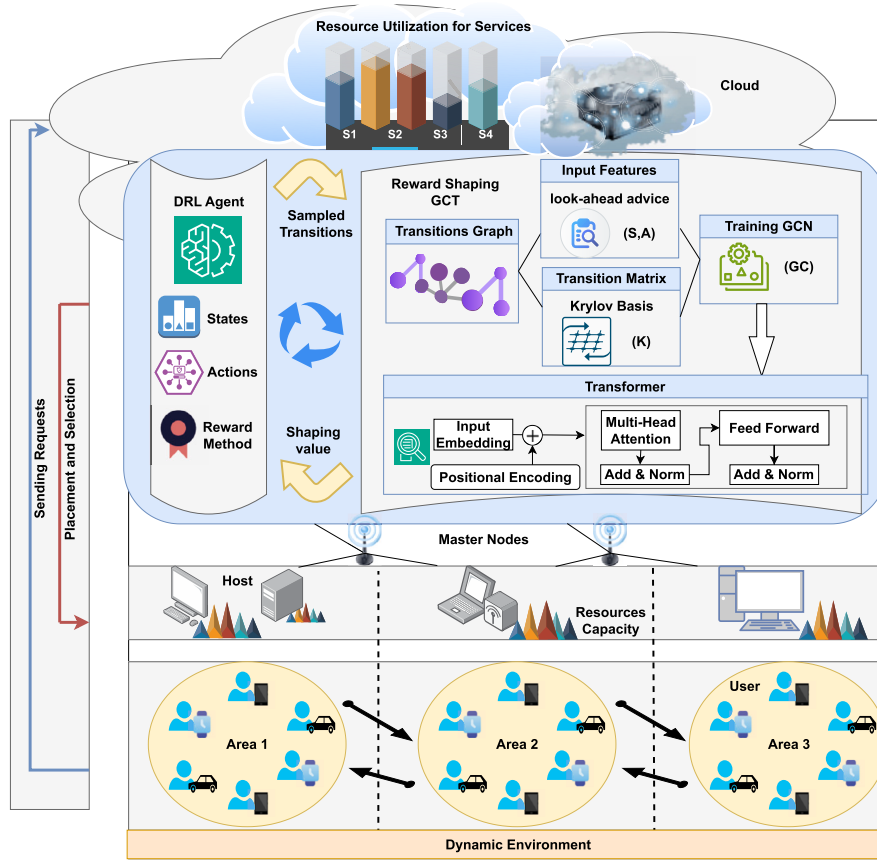 Resource Utilization for Services
Cloud
S1
S2
S3
S4
DRL Agent
States
Actions
Reward
Method
Sampled
Transitions
Shaping
value
Reward Shaping
GCT
Transitions Graph
Input Features
look-ahead advice
(S,A)
Transition Matrix
Krylov Basis
(K)
Training GCN
(GC)
Transformer
Input
Embedding
Positional Encoding
Multi-Head
Attention
Add & Norm
Feed Forward
Add & Norm
Sending Requests
Placement and Selection
Master Nodes
Host
Resources
Capacity
User
Area 1
Area 2
Area 3
Dynamic Environment